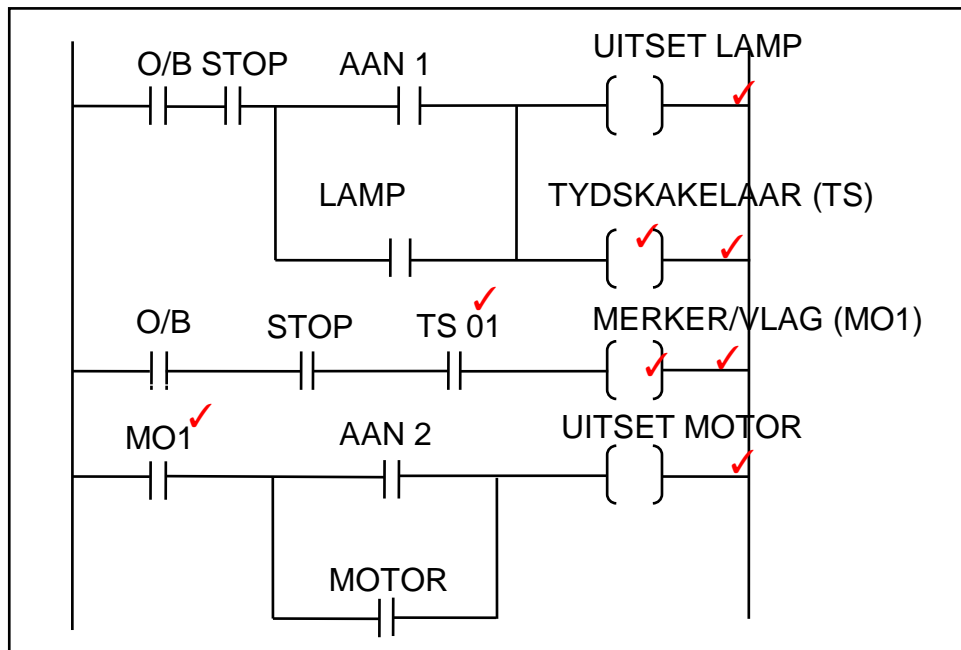 UITSET LAMP
O/B STOP AAN 1
LAMP TYDSKAKELAAR (TS)
O/B STOP TS 01 MERKER/VLAG (MO1)
MO1 AAN 2 UITSET MOTOR
MOTOR